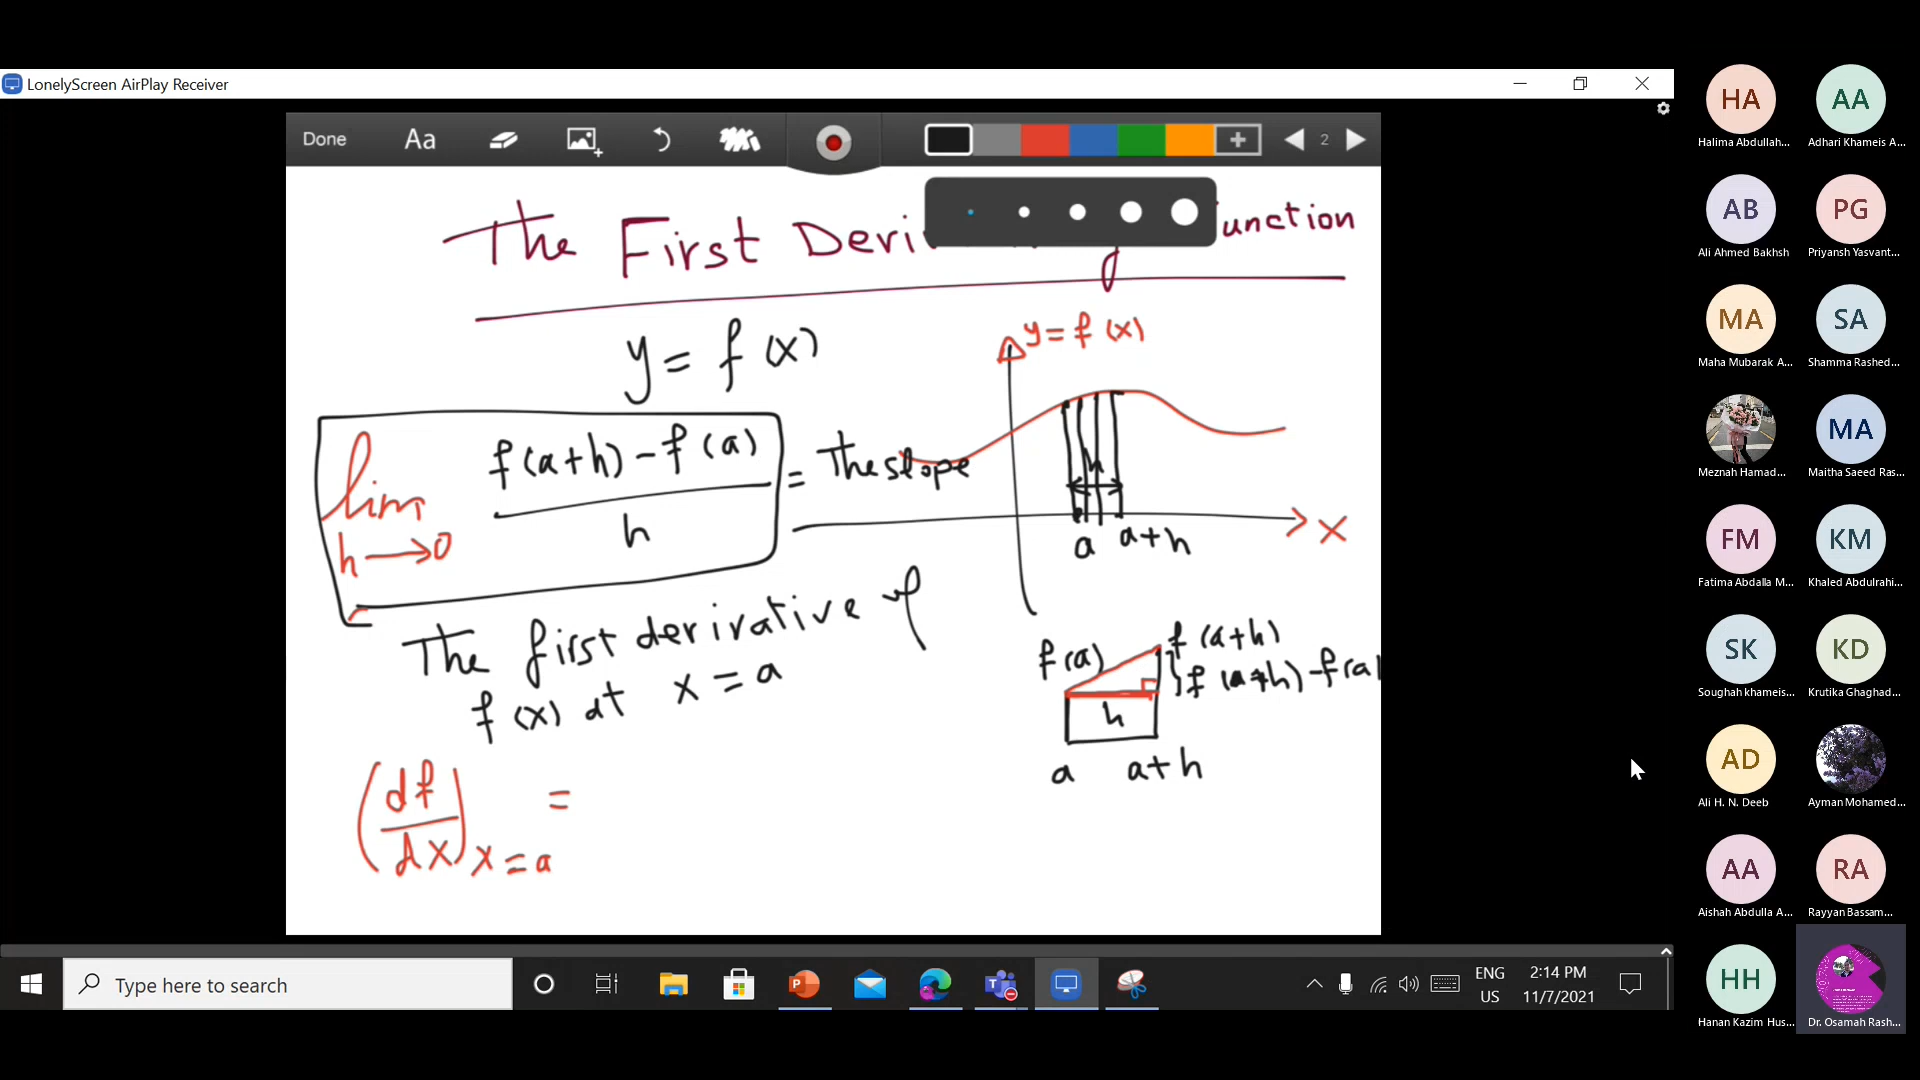 LonelyScreen AirPlay Receiver
Done Aa 2
The First Deri unction
y = f(x)
y = f(x)
lim
h→0
f(a+h) - f(a)
h
= The slope
h
a a+h
X
The first derivative of
f(x) at x = a
f(a) f(a+h)
}f(a+h)-f(a)
h
a a+h
(df
dx)x=a =
HA AA
Halima Abdullah... Adhari Khameis A...
AB PG
Ali Ahmed Bakhsh Priyansh Yasvant...
MA SA
Maha Mubarak A... Shamma Rashed...
MA
Meznah Hamad... Maitha Saeed Ras...
FM KM
Fatima Abdalla M... Khaled Abdulrahi...
SK KD
Soughah khameis... Krutika Ghaghad...
AD
Ali H. N. Deeb Ayman Mohamed...
AA RA
Aishah Abdulla A... Rayyan Bassam...
HH
Hanan Kazim Hus... Dr. Osamah Rash...
Type here to search
P
ENG
US
2:14 PM
11/7/2021